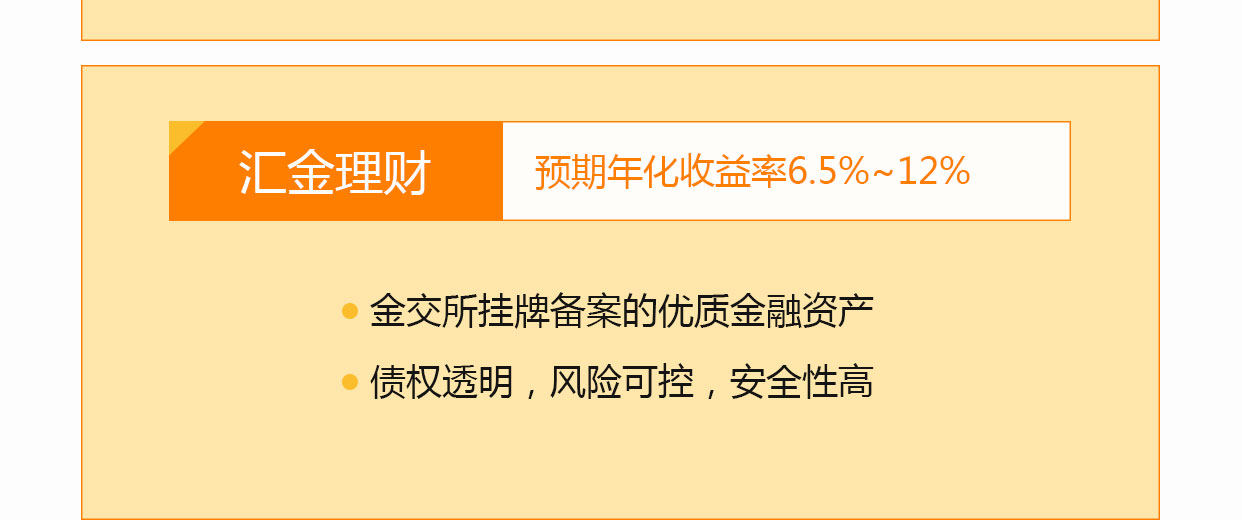 汇金理财
预期年化收益率6.5%~12%
金交所挂牌备案的优质金融资产
债权透明，风险可控，安全性高